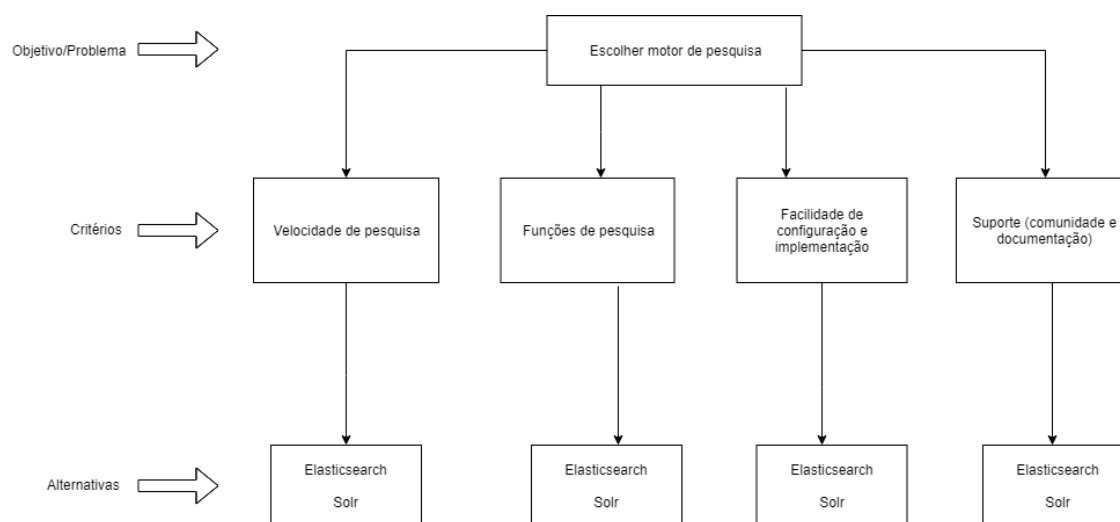 Objetivo/Problema
Escolher motor de pesquisa
Critérios
Velocidade de pesquisa
Funções de pesquisa
Facilidade de
configuração e
implementação
Suporte (comunidade e
documentação)
Alternativas
Elasticsearch
Solr
Elasticsearch
Solr
Elasticsearch
Solr
Elasticsearch
Solr